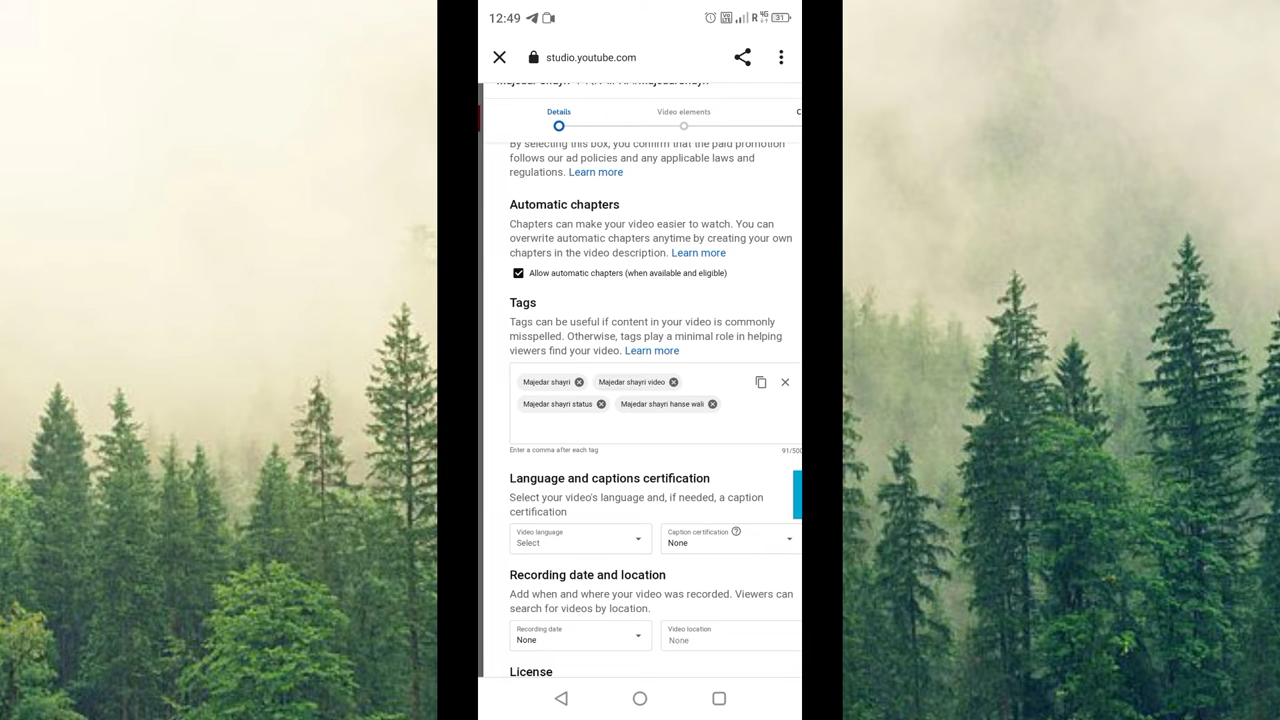 12:49
R 4G 31
studio.youtube.com
Details
Video elements
C
By selecting this box, you confirm that the paid promotion
follows our ad policies and any applicable laws and
regulations. Learn more
Automatic chapters
Chapters can make your video easier to watch. You can
overwrite automatic chapters anytime by creating your own
chapters in the video description. Learn more
Allow automatic chapters (when available and eligible)
Tags
Tags can be useful if content in your video is commonly
misspelled. Otherwise, tags play a minimal role in helping
viewers find your video. Learn more
Majedar shayri
Majedar shayri video
Majedar shayri status
Majedar shayri hanse wali
Enter a comma after each tag
91/500
Language and captions certification
Select your video's language and, if needed, a caption
certification
Video language
Select
Caption certification
None
Recording date and location
Add when and where your video was recorded. Viewers can
search for videos by location.
Recording date
None
Video location
None
License